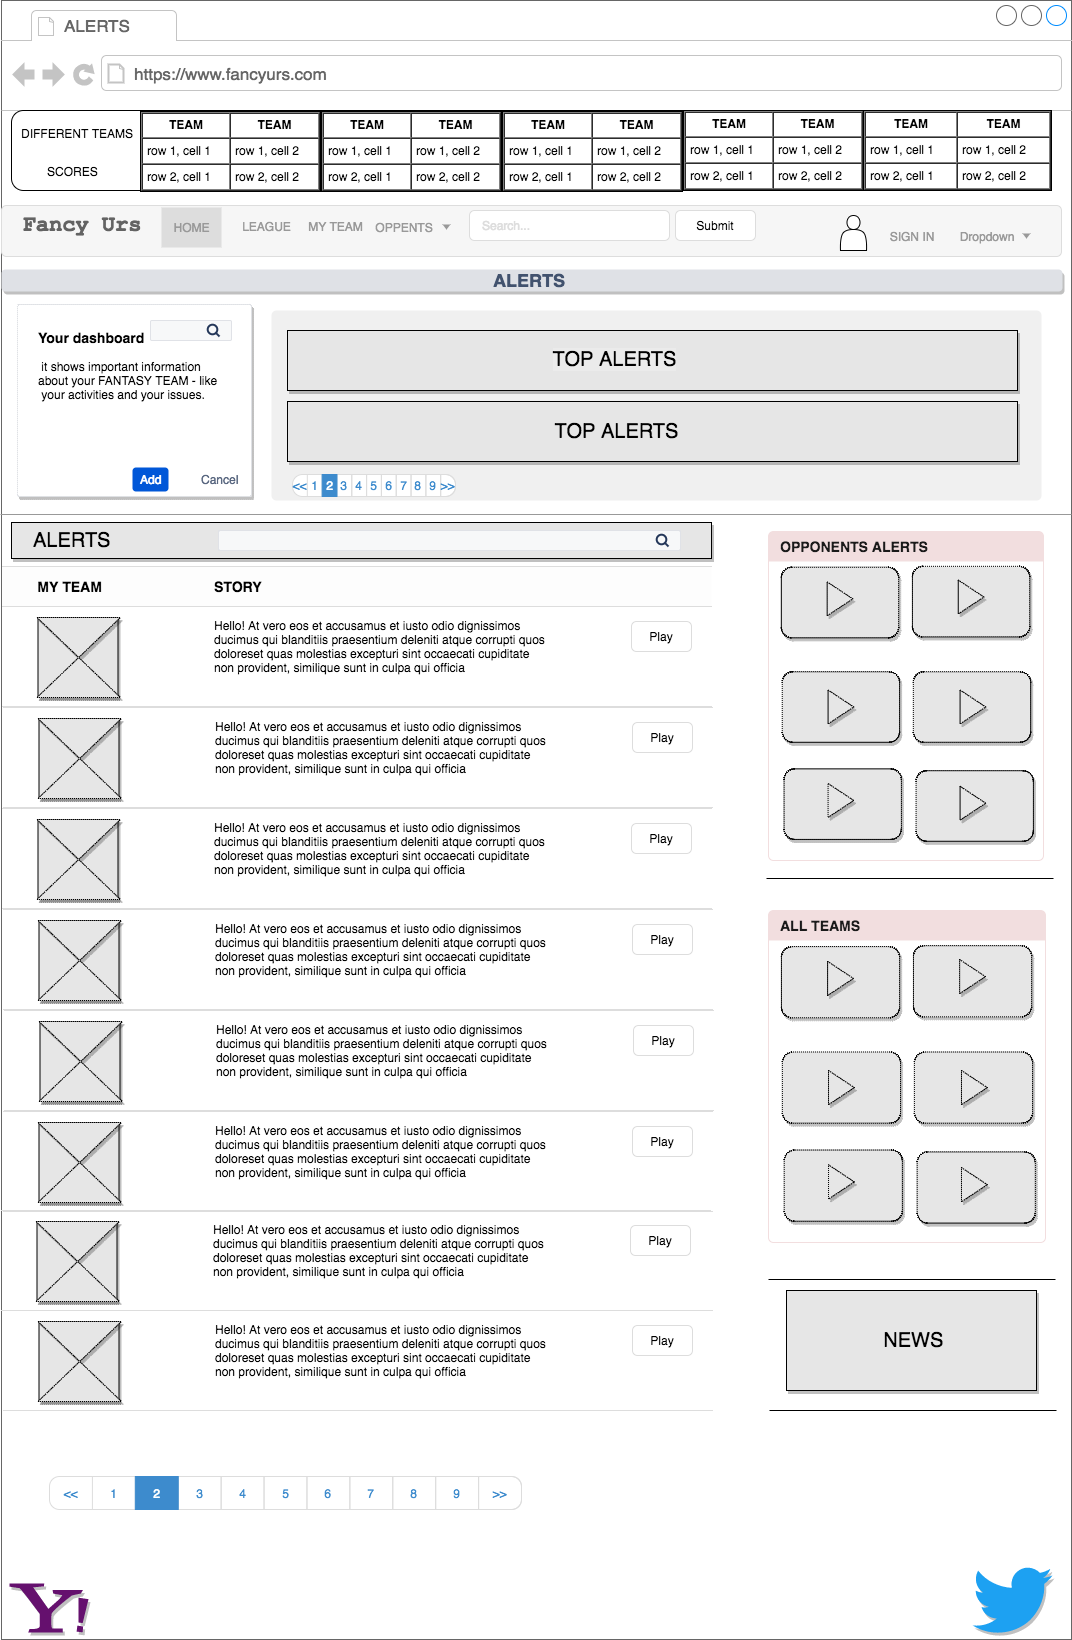 ALERTS
https://www.fancyurs.com
DIFFERENT TEAMS
SCORES
TEAM TEAM TEAM TEAM TEAM TEAM TEAM TEAM TEAM TEAM
row 1, cell 1 row 1, cell 2 row 1, cell 1 row 1, cell 2 row 1, cell 1 row 1, cell 2 row 1, cell 1 row 1, cell 2 row 1, cell 1 row 1, cell 2
row 2, cell 1 row 2, cell 2 row 2, cell 1 row 2, cell 2 row 2, cell 1 row 2, cell 2 row 2, cell 1 row 2, cell 2 row 2, cell 1 row 2, cell 2
Fancy Urs HOME LEAGUE MY TEAM OPPENTS Search... Submit SIGN IN Dropdown
ALERTS
Your dashboard
it shows important information
about your FANTASY TEAM - like
your activities and your issues.
Add Cancel
TOP ALERTS
TOP ALERTS
<< 1 2 3 4 5 6 7 8 9 >>
ALERTS
MY TEAM STORY
Hello! At vero eos et accusamus et iusto odio dignissimos
ducimus qui blanditiis praesentium deleniti atque corrupti quos
doloreset quas molestias excepturi sint occaecati cupiditate
non provident, similique sunt in culpa qui officia
Play
Hello! At vero eos et accusamus et iusto odio dignissimos
ducimus qui blanditiis praesentium deleniti atque corrupti quos
doloreset quas molestias excepturi sint occaecati cupiditate
non provident, similique sunt in culpa qui officia
Play
Hello! At vero eos et accusamus et iusto odio dignissimos
ducimus qui blanditiis praesentium deleniti atque corrupti quos
doloreset quas molestias excepturi sint occaecati cupiditate
non provident, similique sunt in culpa qui officia
Play
Hello! At vero eos et accusamus et iusto odio dignissimos
ducimus qui blanditiis praesentium deleniti atque corrupti quos
doloreset quas molestias excepturi sint occaecati cupiditate
non provident, similique sunt in culpa qui officia
Play
Hello! At vero eos et accusamus et iusto odio dignissimos
ducimus qui blanditiis praesentium deleniti atque corrupti quos
doloreset quas molestias excepturi sint occaecati cupiditate
non provident, similique sunt in culpa qui officia
Play
Hello! At vero eos et accusamus et iusto odio dignissimos
ducimus qui blanditiis praesentium deleniti atque corrupti quos
doloreset quas molestias excepturi sint occaecati cupiditate
non provident, similique sunt in culpa qui officia
Play
Hello! At vero eos et accusamus et iusto odio dignissimos
ducimus qui blanditiis praesentium deleniti atque corrupti quos
doloreset quas molestias excepturi sint occaecati cupiditate
non provident, similique sunt in culpa qui officia
Play
Hello! At vero eos et accusamus et iusto odio dignissimos
ducimus qui blanditiis praesentium deleniti atque corrupti quos
doloreset quas molestias excepturi sint occaecati cupiditate
non provident, similique sunt in culpa qui officia
Play
OPPONENTS ALERTS
ALL TEAMS
NEWS
<< 1 2 3 4 5 6 7 8 9 >>
Y!